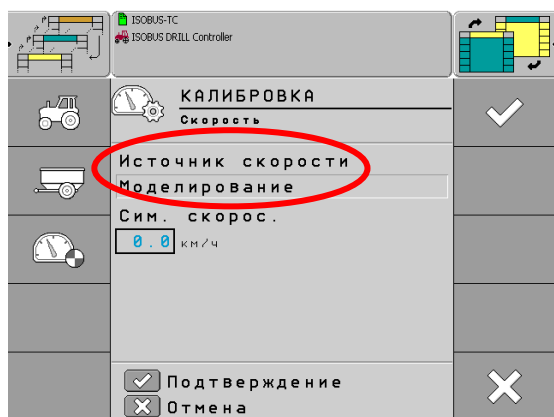 ISOBUS-TC
ISOBUS DRILL Controller
КАЛИБРОВКА
Скорость
Источник скорости
Моделирование
Сим. скорос.
0.0 км/ч
Подтверждение
Отмена